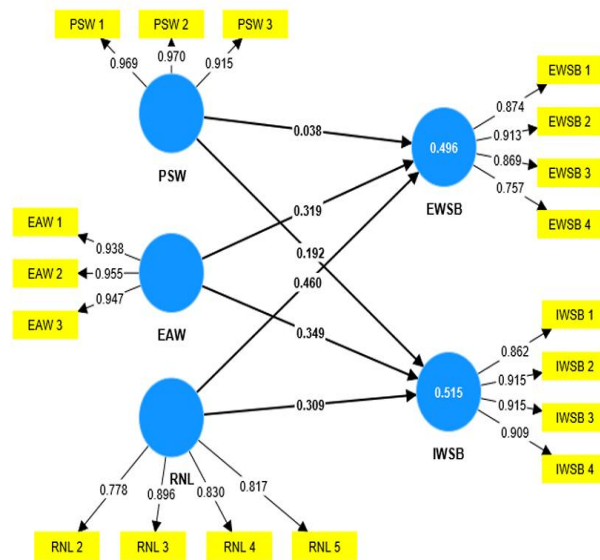 PSW 1
PSW 2
PSW 3
0.969
0.970
0.915
PSW
EAW 1
EAW 2
EAW 3
0.938
0.955
0.947
EAW
0.778
0.896
0.830
0.817
RNL
RNL 2
RNL 3
RNL 4
RNL 5
0.038
0.319
0.192
0.460
0.349
0.309
0.496
EWSB
0.874
0.913
0.869
0.757
EWSB 1
EWSB 2
EWSB 3
EWSB 4
0.515
IWSB
0.862
0.915
0.915
0.909
IWSB 1
IWSB 2
IWSB 3
IWSB 4